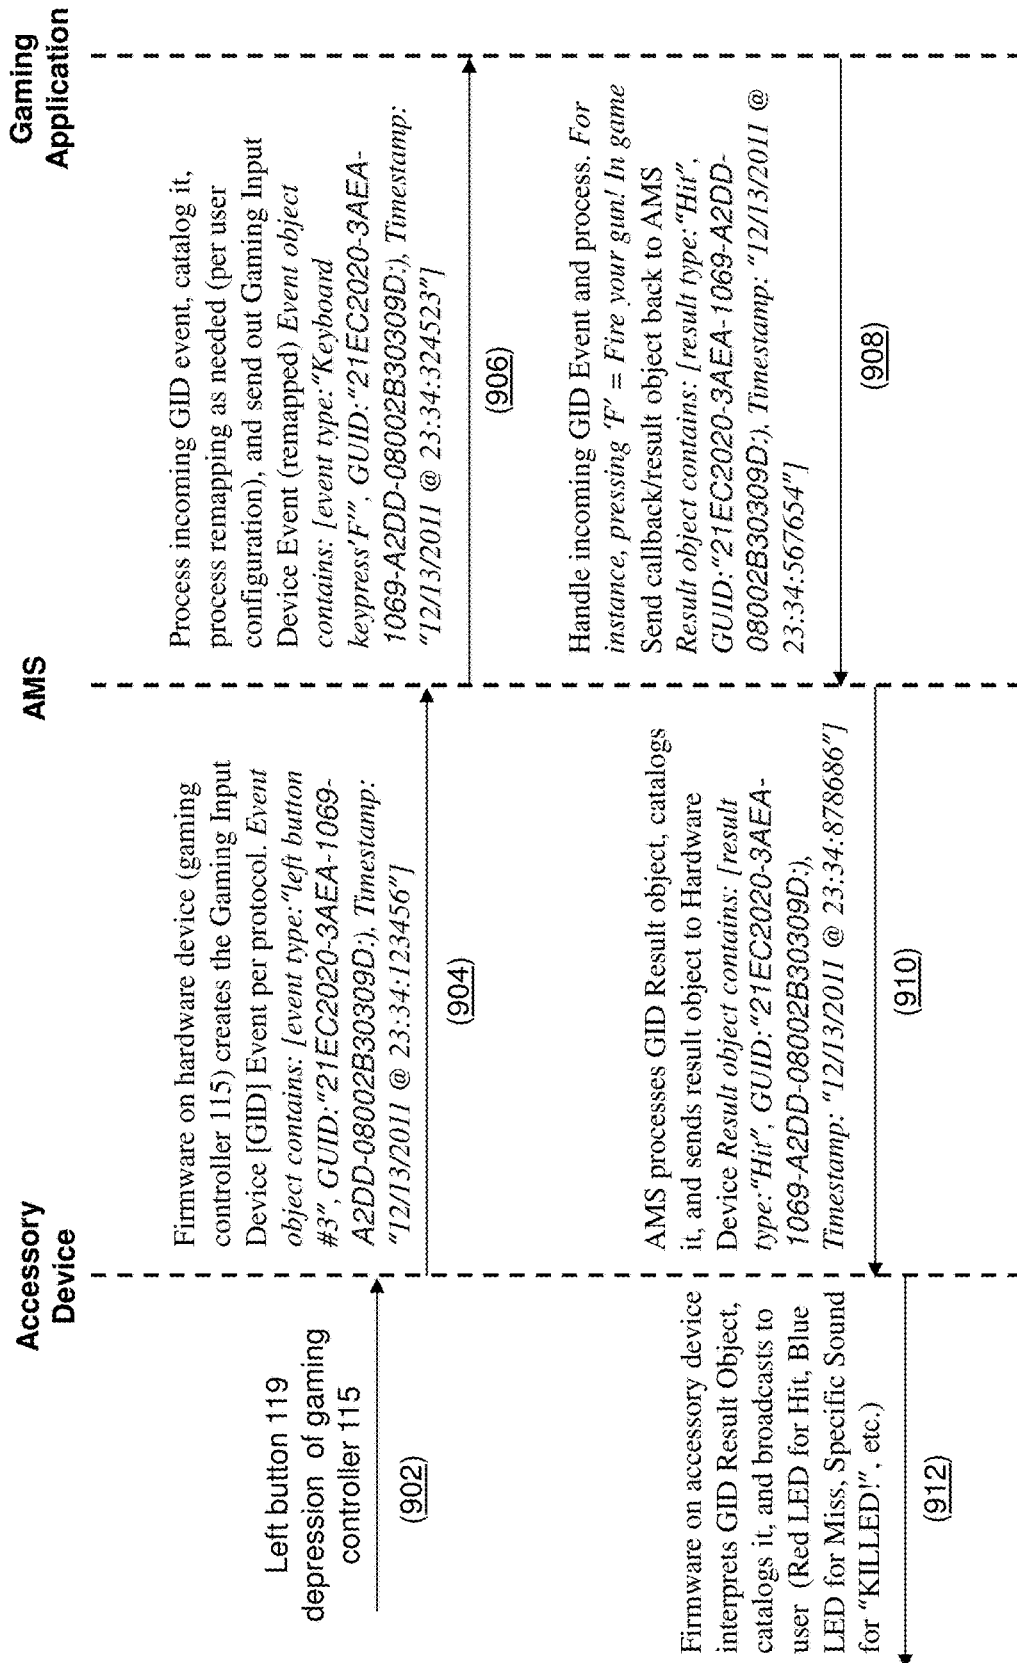 Accessory
Device
AMS
Gaming
Application
Left button 119
depression of gaming
controller 115
(902)
Firmware on hardware device (gaming
controller 115) creates the Gaming Input
Device [GID] Event per protocol. Event
object contains: [event type:"left button
#3", GUID:"21EC2020-3AEA-1069-
A2DD-08002B30309D:), Timestamp:
"12/13/2011 @ 23:34:123456"]
(904)
Process incoming GID event, catalog it,
process remapping as needed (per user
configuration), and send out Gaming Input
Device Event (remapped) Event object
contains: [event type:"Keyboard
keypress'F'", GUID:"21EC2020-3AEA-
1069-A2DD-08002B30309D:), Timestamp:
"12/13/2011 @ 23:34:324523"]
(906)
Handle incoming GID Event and process. For
instance, pressing 'F' = Fire your gun! In game
Send callback/result object back to AMS
Result object contains: [result type:"Hit",
GUID:"21EC2020-3AEA-1069-A2DD-
08002B30309D:), Timestamp: "12/13/2011 @
23:34:567654"]
(908)
AMS processes GID Result object, catalogs
it, and sends result object to Hardware
Device Result object contains: [result
type:"Hit", GUID:"21EC2020-3AEA-
1069-A2DD-08002B30309D:),
Timestamp: "12/13/2011 @ 23:34:878686"]
(910)
Firmware on accessory device
interprets GID Result Object,
catalogs it, and broadcasts to
user (Red LED for Hit, Blue
LED for Miss, Specific Sound
for "KILLED!", etc.)
(912)